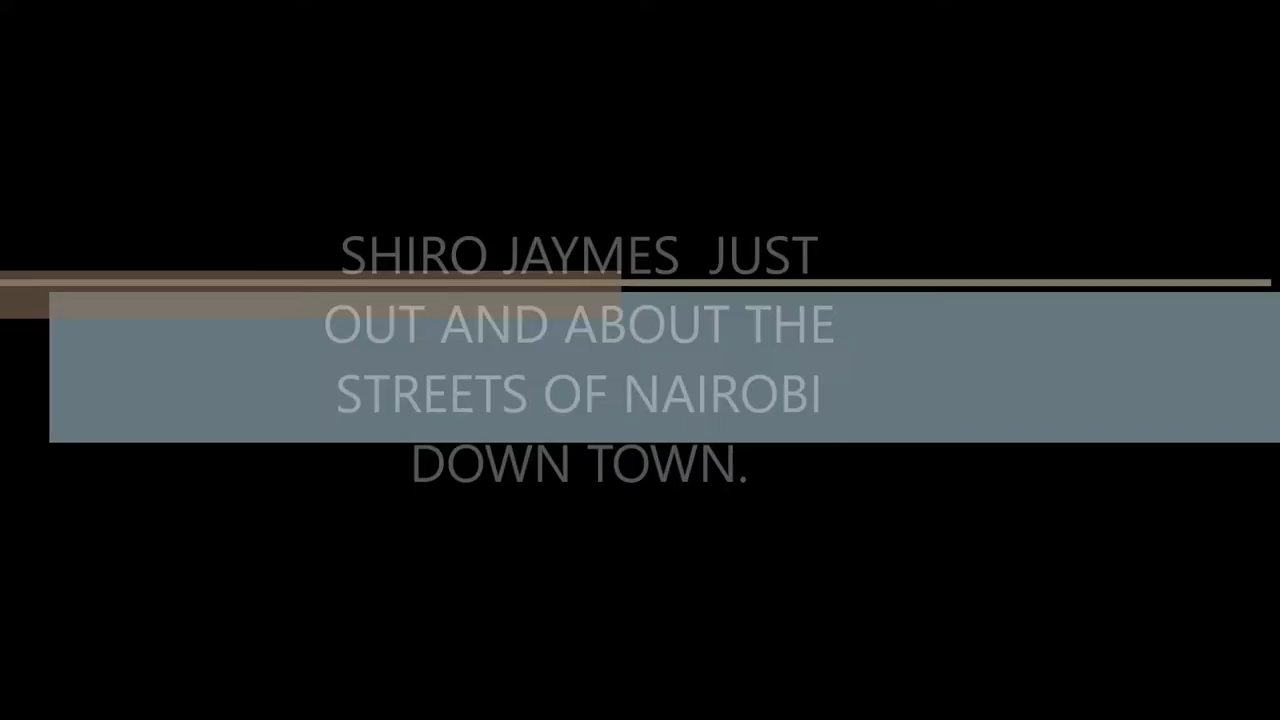 SHIRO JAYMES  JUST
OUT AND ABOUT THE
STREETS OF NAIROBI
DOWN TOWN.